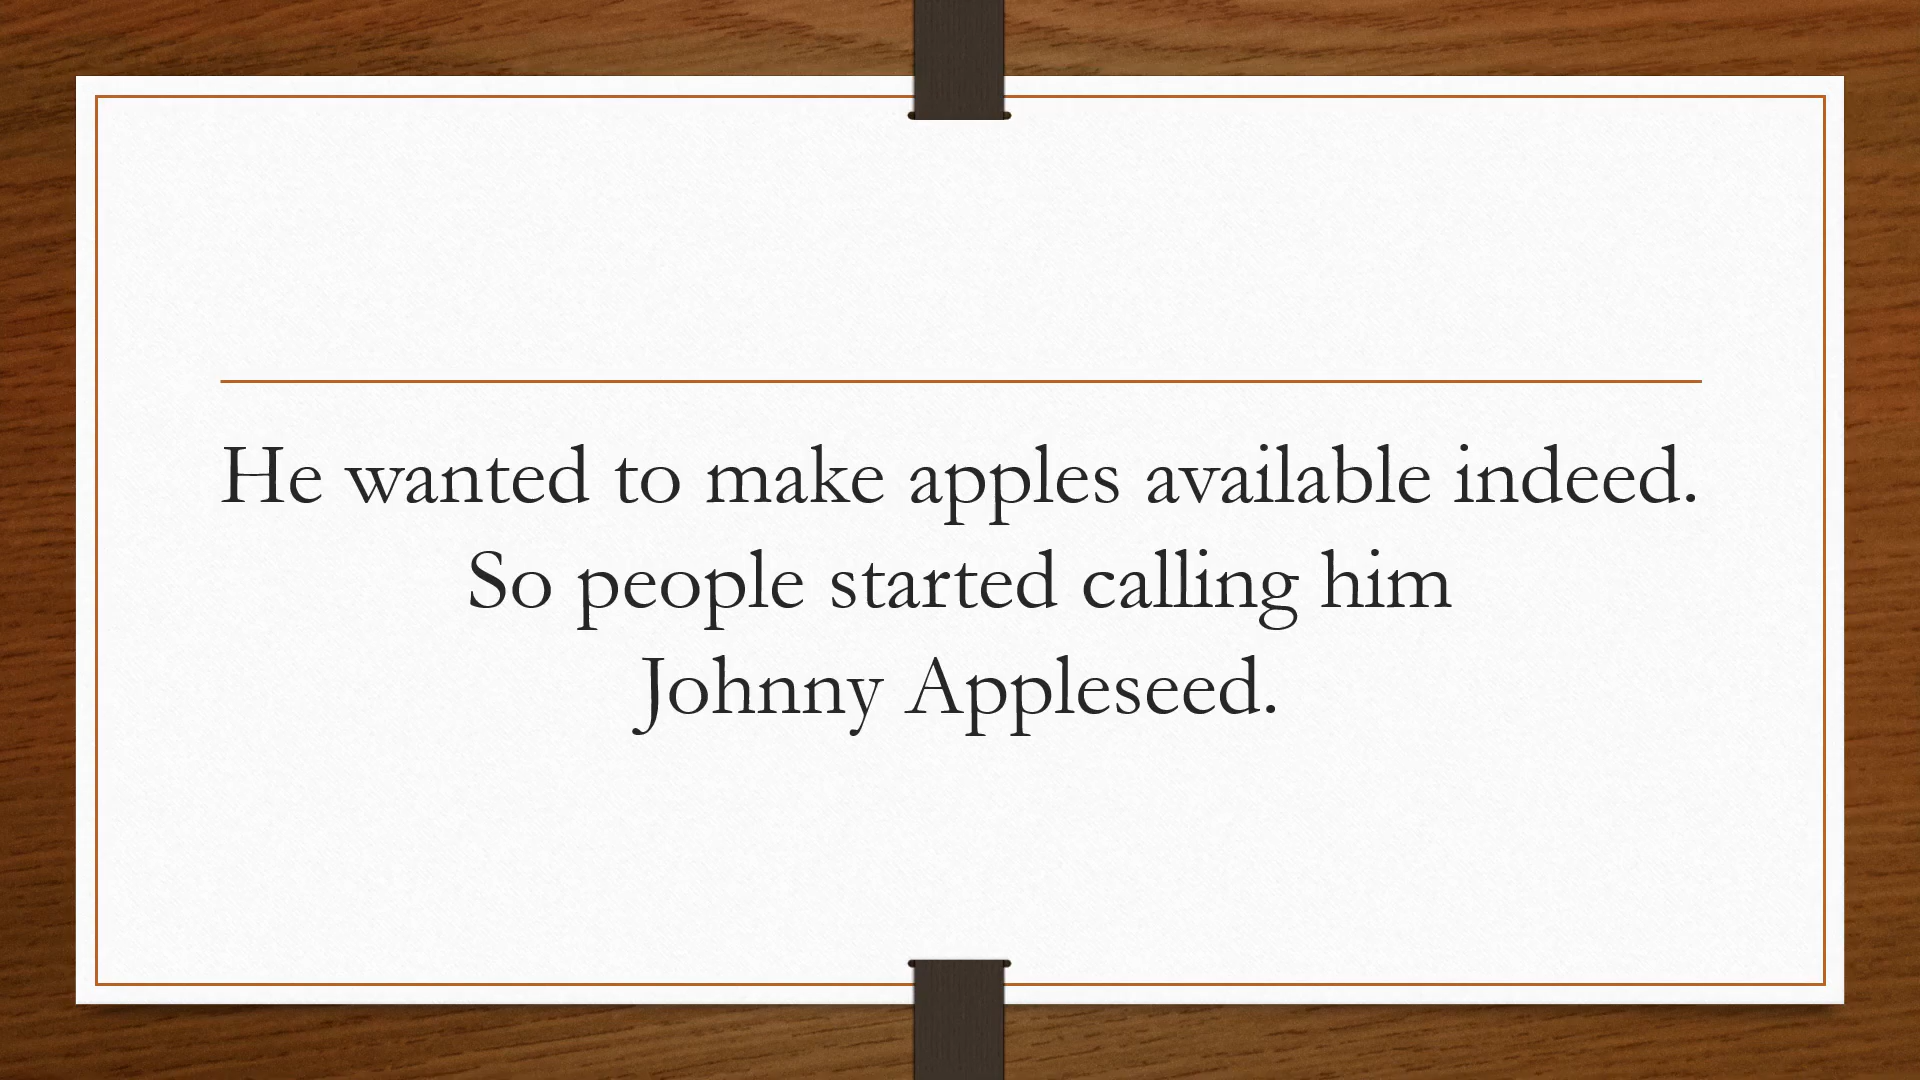 He wanted to make apples available indeed.
So people started calling him
Johnny Appleseed.